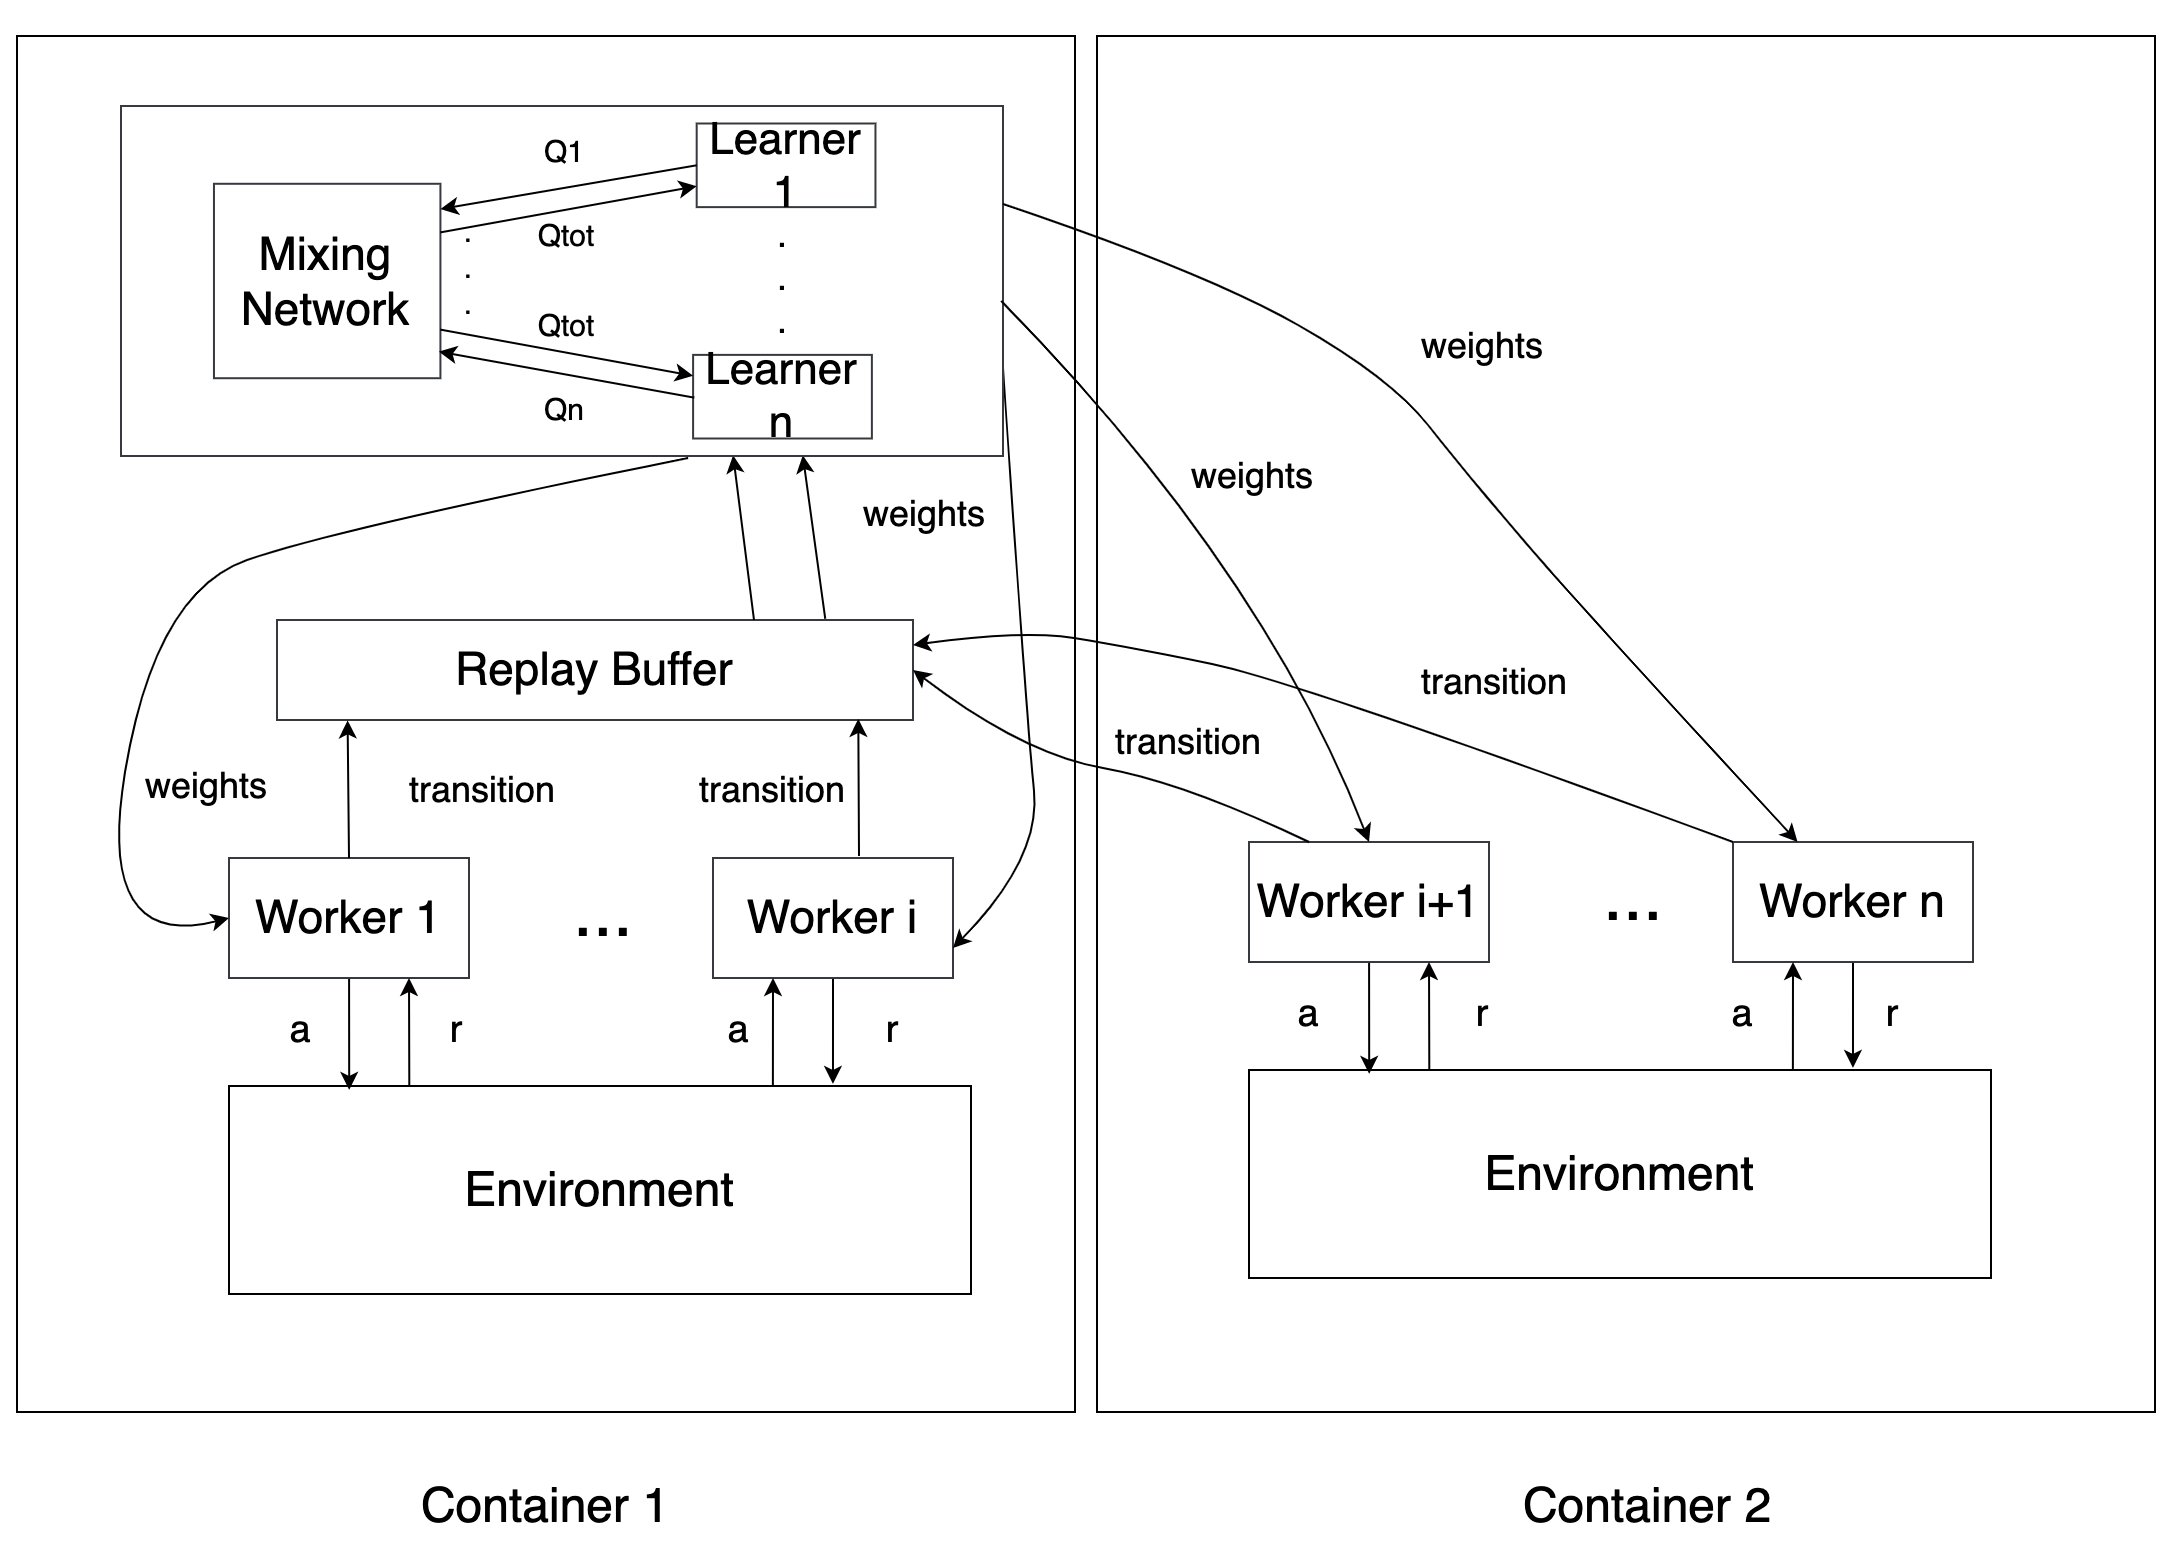 Learner
1
Q1
Mixing
Network
Qtot
.
.
.
.
.
.
Qtot
Learner
n
Qn
weights
weights
weights
Replay Buffer
transition
transition
weights
transition
transition
Worker 1
...
Worker i
Worker i+1
...
Worker n
a
r
a
r
a
r
a
r
Environment
Environment
Container 1
Container 2